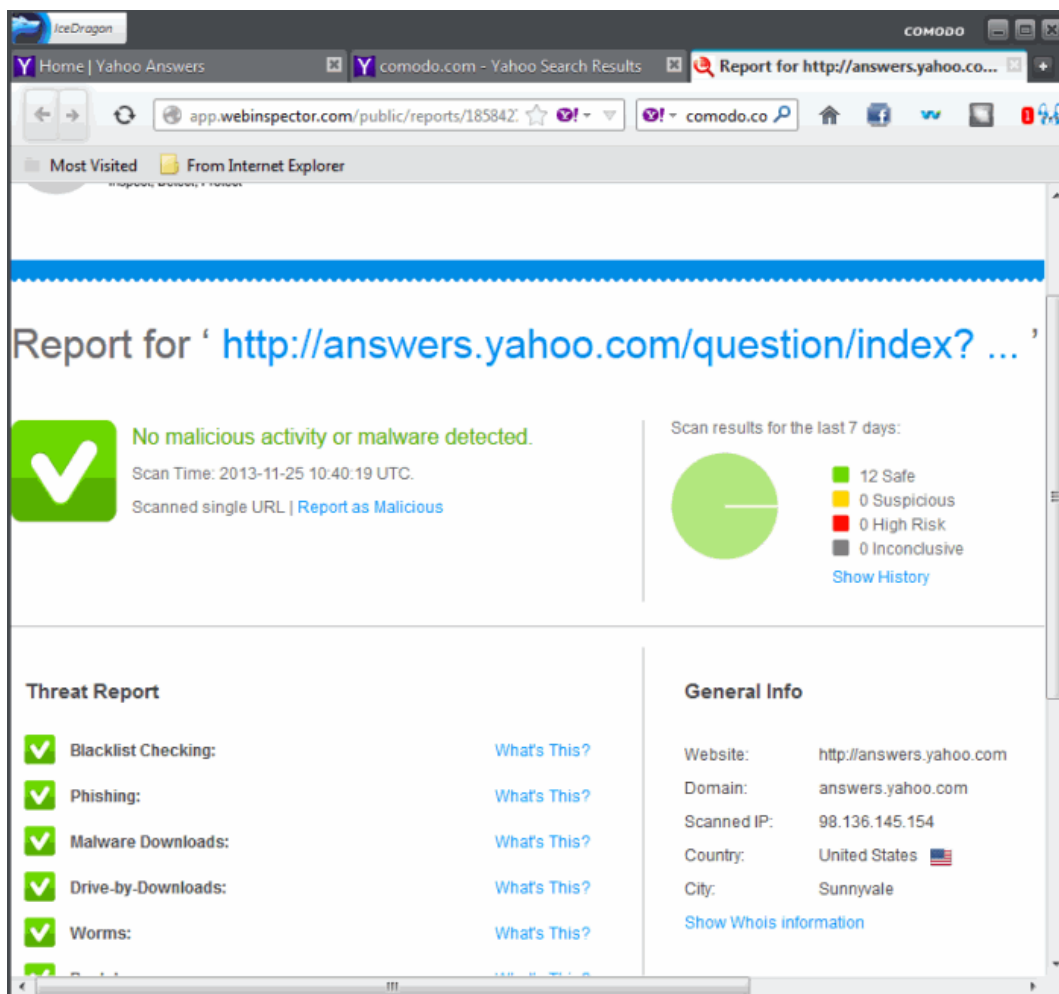 IceDragon
COMODO
Home | Yahoo Answers
comodo.com - Yahoo Search Results
Report for http://answers.yahoo.co...
app.webinspector.com/public/reports/185842
comodo.co
Most Visited
From Internet Explorer
Inspect, Detect, Protect
Report for ‘ http://answers.yahoo.com/question/index? ... ’
No malicious activity or malware detected.
Scan Time: 2013-11-25 10:40:19 UTC.
Scanned single URL | Report as Malicious
Scan results for the last 7 days:
12 Safe
0 Suspicious
0 High Risk
0 Inconclusive
Show History
Threat Report
Blacklist Checking: What's This?
Phishing: What's This?
Malware Downloads: What's This?
Drive-by-Downloads: What's This?
Worms: What's This?
General Info
Website: http://answers.yahoo.com
Domain: answers.yahoo.com
Scanned IP: 98.136.145.154
Country: United States
City: Sunnyvale
Show Whois information